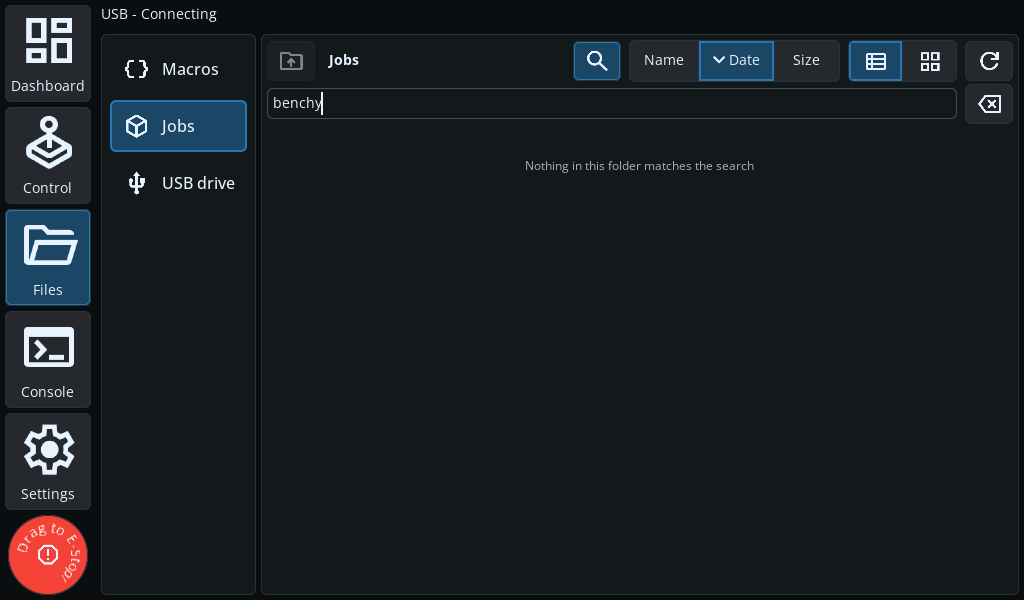 USB - Connecting
Dashboard
Control
Files
Console
Settings
Drag to E-Stop!
Macros
Jobs
USB drive
Jobs
Name
Date
Size
benchy
Nothing in this folder matches the search